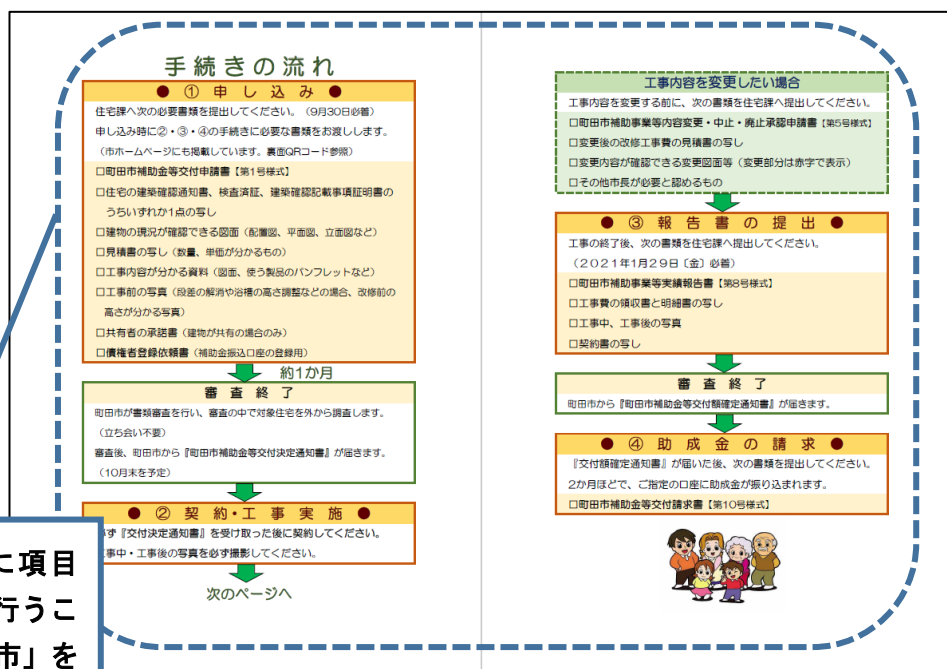 手続きの流れ
● ① 申し込み ●
住宅課へ次の必要書類を提出してください。（9月30日必着）
申し込み時に②・③・④の手続きに必要な書類をお渡しします。
（市ホームページにも掲載しています。裏面QRコード参照）
□町田市補助金等交付申請書【第1号様式】
□住宅の建築確認通知書、検査済証、建築確認記載事項証明書の
うちいずれか1点の写し
□建物の現況が確認できる図面（配置図、平面図、立面図など）
□見積書の写し（数量、単価が分かるもの）
□工事内容が分かる資料（図面、使う製品のパンフレットなど）
□工事前の写真（段差の解消や浴槽の高さ調整などの場合、改修前の
高さが分かる写真）
□共有者の承諾書（建物が共有の場合のみ）
□債権者登録依頼書（補助金振込口座の登録用）
約1か月
審査終了
町田市が書類審査を行い、審査の中で対象住宅を外から調査します。
（立ち会い不要）
審査後、町田市から『町田市補助金等交付決定通知書』が届きます。
（10月末を予定）
● ② 契約・工事実施 ●
ず『交付決定通知書』を受け取った後に契約してください。
事中・工事後の写真を必ず撮影してください。
次のページへ
に項目
行うこ
市」を
工事内容を変更したい場合
工事内容を変更する前に、次の書類を住宅課へ提出してください。
□町田市補助事業等内容変更・中止・廃止承認申請書【第5号様式】
□変更後の改修工事費の見積書の写し
□変更内容が確認できる変更図面等（変更部分は赤字で表示）
□その他市長が必要と認めるもの
● ③ 報告書の提出 ●
工事の終了後、次の書類を住宅課へ提出してください。
（2021年1月29日〔金〕必着）
□町田市補助事業等実績報告書【第8号様式】
□工事費の領収書と明細書の写し
□工事中、工事後の写真
□契約書の写し
審査終了
町田市から『町田市補助金等交付額確定通知書』が届きます。
● ④ 助成金の請求 ●
『交付額確定通知書』が届いた後、次の書類を提出してください。
2か月ほどで、ご指定の口座に助成金が振り込まれます。
□町田市補助金等交付請求書【第10号様式】